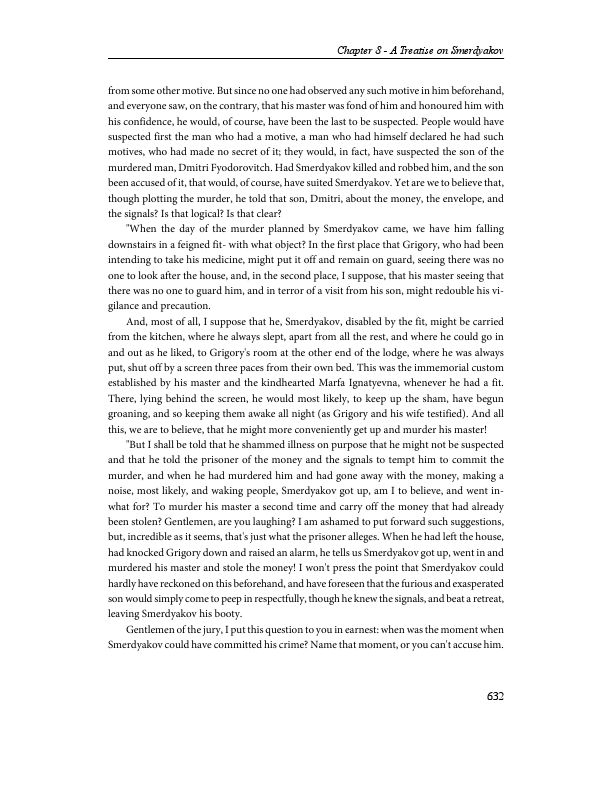 Chapter 8 - A Treatise on Smerdyakov
from some other motive. But since no one had observed any such motive in him beforehand,
and everyone saw, on the contrary, that his master was fond of him and honoured him with
his confidence, he would, of course, have been the last to be suspected. People would have
suspected first the man who had a motive, a man who had himself declared he had such
motives, who had made no secret of it; they would, in fact, have suspected the son of the
murdered man, Dmitri Fyodorovitch. Had Smerdyakov killed and robbed him, and the son
been accused of it, that would, of course, have suited Smerdyakov. Yet are we to believe that,
though plotting the murder, he told that son, Dmitri, about the money, the envelope, and
the signals? Is that logical? Is that clear?
"When the day of the murder planned by Smerdyakov came, we have him falling
downstairs in a feigned fit- with what object? In the first place that Grigory, who had been
intending to take his medicine, might put it off and remain on guard, seeing there was no
one to look after the house, and, in the second place, I suppose, that his master seeing that
there was no one to guard him, and in terror of a visit from his son, might redouble his vi-
gilance and precaution.
And, most of all, I suppose that he, Smerdyakov, disabled by the fit, might be carried
from the kitchen, where he always slept, apart from all the rest, and where he could go in
and out as he liked, to Grigory's room at the other end of the lodge, where he was always
put, shut off by a screen three paces from their own bed. This was the immemorial custom
established by his master and the kindhearted Marfa Ignatyevna, whenever he had a fit.
There, lying behind the screen, he would most likely, to keep up the sham, have begun
groaning, and so keeping them awake all night (as Grigory and his wife testified). And all
this, we are to believe, that he might more conveniently get up and murder his master!
"But I shall be told that he shammed illness on purpose that he might not be suspected
and that he told the prisoner of the money and the signals to tempt him to commit the
murder, and when he had murdered him and had gone away with the money, making a
noise, most likely, and waking people, Smerdyakov got up, am I to believe, and went in-
what for? To murder his master a second time and carry off the money that had already
been stolen? Gentlemen, are you laughing? I am ashamed to put forward such suggestions,
but, incredible as it seems, that's just what the prisoner alleges. When he had left the house,
had knocked Grigory down and raised an alarm, he tells us Smerdyakov got up, went in and
murdered his master and stole the money! I won't press the point that Smerdyakov could
hardly have reckoned on this beforehand, and have foreseen that the furious and exasperated
son would simply come to peep in respectfully, though he knew the signals, and beat a retreat,
leaving Smerdyakov his booty.
Gentlemen of the jury, I put this question to you in earnest: when was the moment when
Smerdyakov could have committed his crime? Name that moment, or you can't accuse him.
632